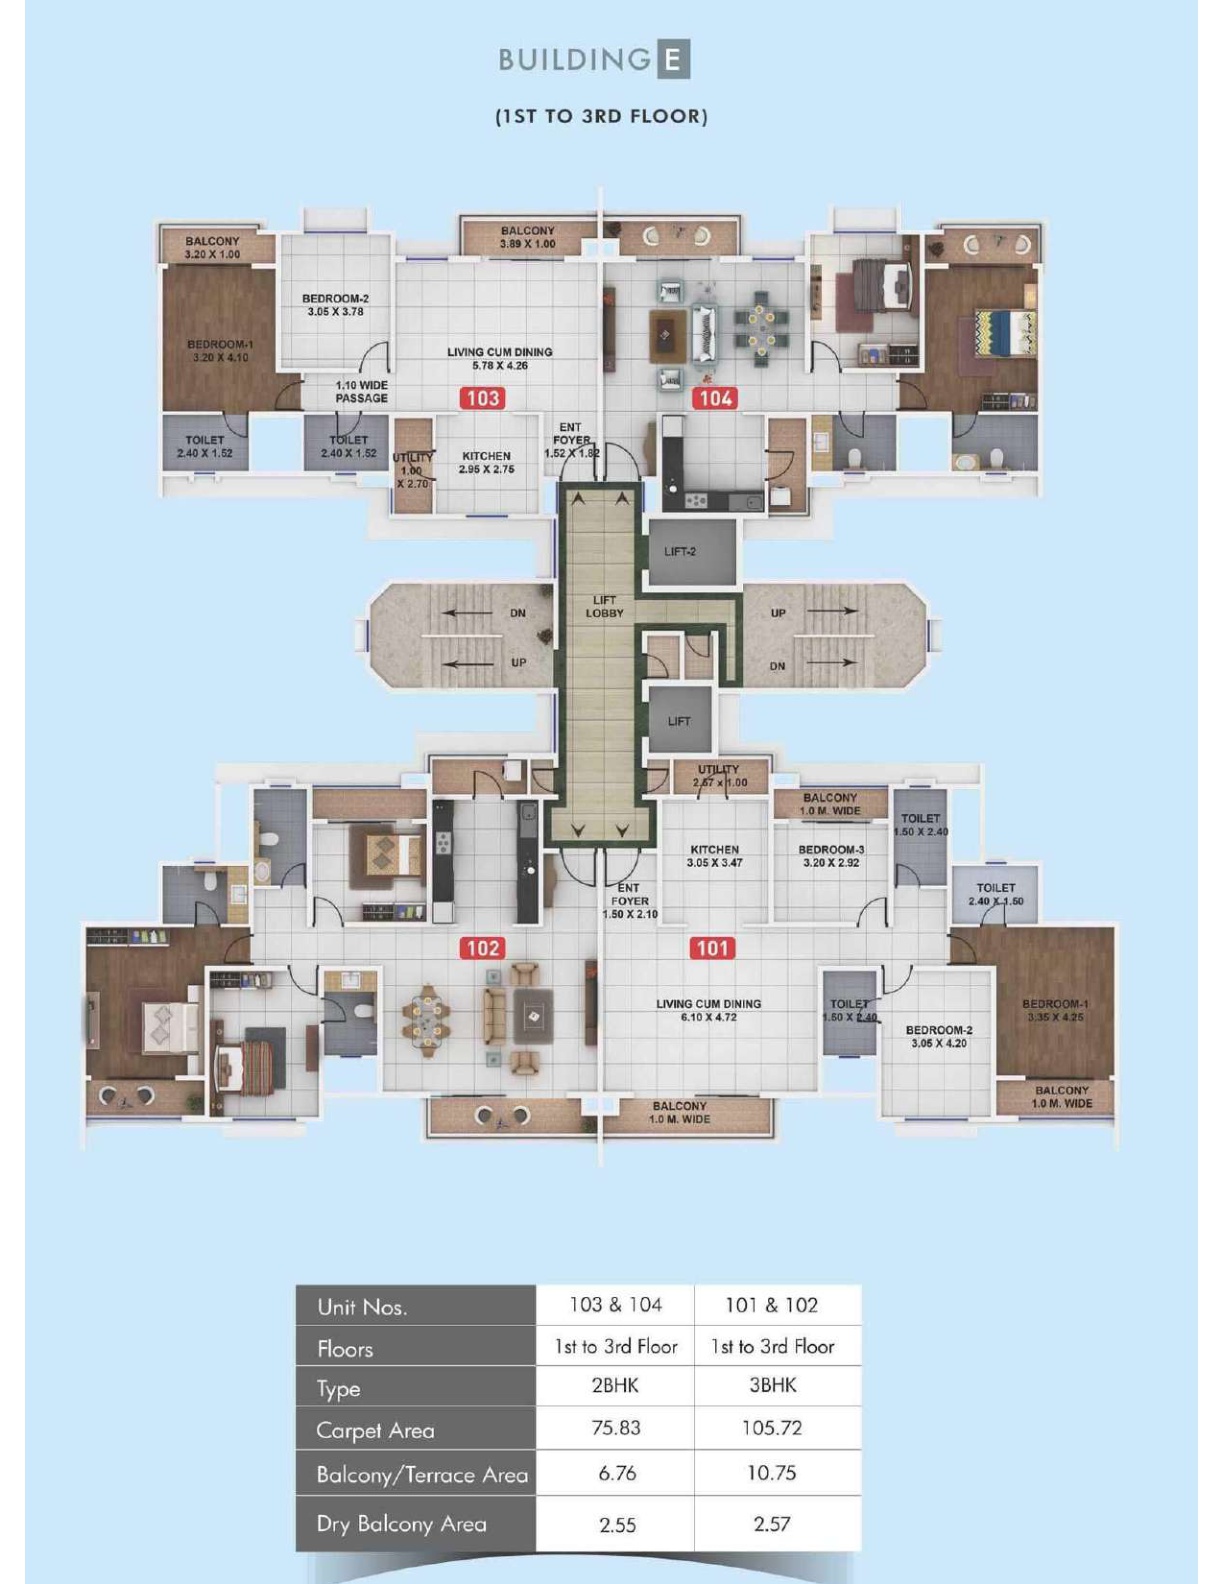 BUILDING E
(1ST TO 3RD FLOOR)
BALCONY
3.20 X 1.00
BEDROOM-2
3.05 X 3.78
BALCONY
3.89 X 1.00
BEDROOM-1
3.20 X 4.10
LIVING CUM DINING
5.78 X 4.26
1.10 WIDE
PASSAGE
103
104
TOILET
2.40 X 1.52
TOILET
2.40 X 1.52
UTILITY
1.00
X 2.70
KITCHEN
2.95 X 2.75
ENT
FOYER
1.52 X 1.82
LIFT-2
LIFT
LOBBY
DN
UP
UP
DN
LIFT
UTILITY
2.57 x 1.00
BALCONY
1.0 M. WIDE
TOILET
1.50 X 2.40
KITCHEN
3.05 X 3.47
BEDROOM-3
3.20 X 2.92
ENT
FOYER
1.50 X 2.10
TOILET
2.40 X 1.50
102
101
LIVING CUM DINING
6.10 X 4.72
TOILET
1.50 X 2.40
BEDROOM-2
3.05 X 4.20
BEDROOM-1
3.35 X 4.25
BALCONY
1.0 M. WIDE
BALCONY
1.0 M. WIDE
Unit Nos. 103 & 104 101 & 102
Floors 1st to 3rd Floor 1st to 3rd Floor
Type 2BHK 3BHK
Carpet Area 75.83 105.72
Balcony/Terrace Area 6.76 10.75
Dry Balcony Area 2.55 2.57